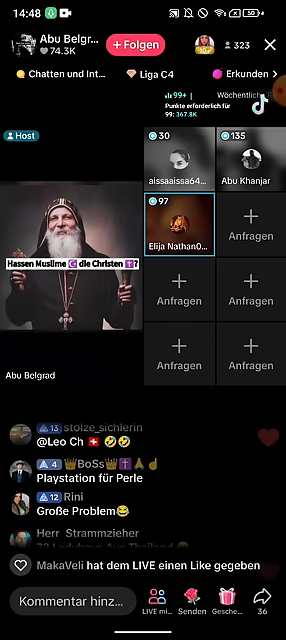 14:48
50
Abu Belgr...
74.3K
+ Folgen
323
Chatten und Int...
Liga C4
Erkunden
99+
Wöchentlich
Punkte erforderlich für
99: 367.8K
Host
30
135
aissaaissa64...
Abu Khanjar
97
Anfragen
Elija Nathan0...
Hassen Muslime ☪ die Christen ✝?
Anfragen
Anfragen
Anfragen
Anfragen
Abu Belgrad
13 stolze_sichlerin
@Leo Ch 🇨🇭 🤣🤣
4 👑BoSs👑✝🙏☝
Playstation für Perle
12 Rini
Große Problem😂
Herr_Strammzieher
MakaVeli hat dem LIVE einen Like gegeben
Kommentar hinz...
LIVE mi...
Senden
Gesche...
36